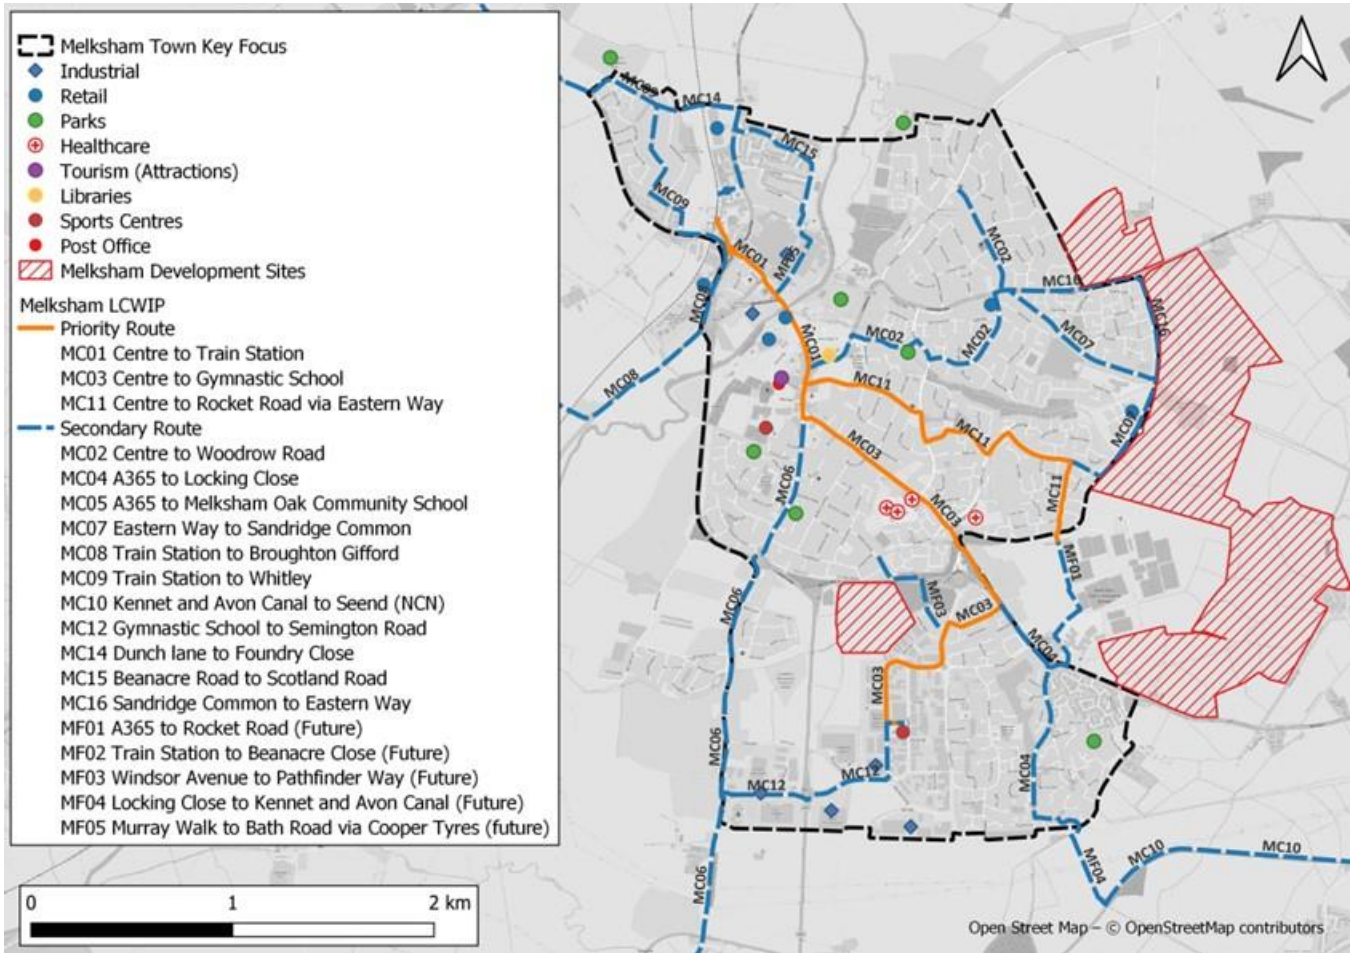 Melksham Town Key Focus
Industrial
Retail
Parks
Healthcare
Tourism (Attractions)
Libraries
Sports Centres
Post Office
Melksham Development Sites
Melksham LCWIP
Priority Route
MC01 Centre to Train Station
MC03 Centre to Gymnastic School
MC11 Centre to Rocket Road via Eastern Way
Secondary Route
MC02 Centre to Woodrow Road
MC04 A365 to Locking Close
MC05 A365 to Melksham Oak Community School
MC07 Eastern Way to Sandridge Common
MC08 Train Station to Broughton Gifford
MC09 Train Station to Whitley
MC10 Kennet and Avon Canal to Seend (NCN)
MC12 Gymnastic School to Semington Road
MC14 Dunch lane to Foundry Close
MC15 Beanacre Road to Scotland Road
MC16 Sandridge Common to Eastern Way
MF01 A365 to Rocket Road (Future)
MF02 Train Station to Beanacre Close (Future)
MF03 Windsor Avenue to Pathfinder Way (Future)
MF04 Locking Close to Kennet and Avon Canal (Future)
MF05 Murray Walk to Bath Road via Cooper Tyres (future)
0 1 2 km
MC09
MC14
MC15
MC09
MC01
MF05
MC02
MC16
MC16
MC08
MC01
MC02
MC02
MC07
MC08
MC11
MC07
MC11
MC03
MC06
MC11
MC03
MF01
MC06
MF03
MC03
MC04
MC03
MC06
MC12
MC12
MC04
MC06
MF04
MC10
MC10
Open Street Map – © OpenStreetMap contributors